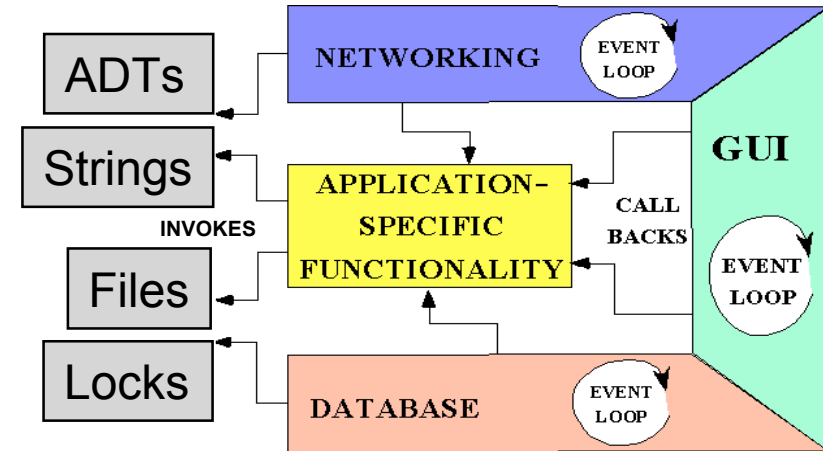 ADTs
Strings
INVOKES
Files
Locks
NETWORKING
EVENT
LOOP
APPLICATION-
SPECIFIC
FUNCTIONALITY
CALL
BACKS
GUI
EVENT
LOOP
DATABASE
EVENT
LOOP